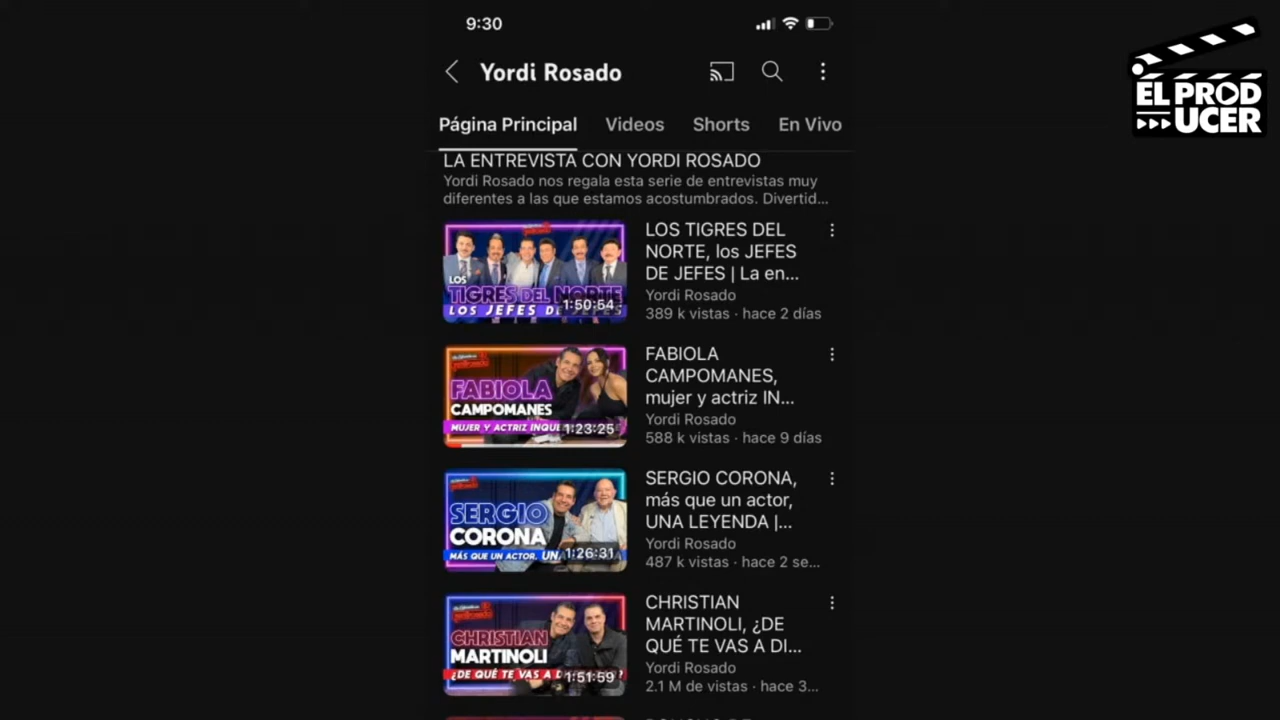 9:30
Yordi Rosado
EL PROD
UCER
Página Principal
Videos
Shorts
En Vivo
LA ENTREVISTA CON YORDI ROSADO
Yordi Rosado nos regala esta serie de entrevistas muy
diferentes a las que estamos acostumbrados. Divertid...
LOS
TIGRES DEL NORTE
LOS JEFES DE JEFES
1:50:54
LOS TIGRES DEL
NORTE, los JEFES
DE JEFES | La en...
Yordi Rosado
389 k vistas · hace 2 días
FABIOLA
CAMPOMANES
MUJER Y ACTRIZ INQUE
1:23:25
FABIOLA
CAMPOMANES,
mujer y actriz IN...
Yordi Rosado
588 k vistas · hace 9 días
SERGIO
CORONA
MÁS QUE UN ACTOR, UNA
1:26:31
SERGIO CORONA,
más que un actor,
UNA LEYENDA |...
Yordi Rosado
487 k vistas · hace 2 se...
CHRISTIAN
MARTINOLI
¿DE QUÉ TE VAS A D
1:51:59
CHRISTIAN
MARTINOLI, ¿DE
QUÉ TE VAS A DI...
Yordi Rosado
2.1 M de vistas · hace 3...